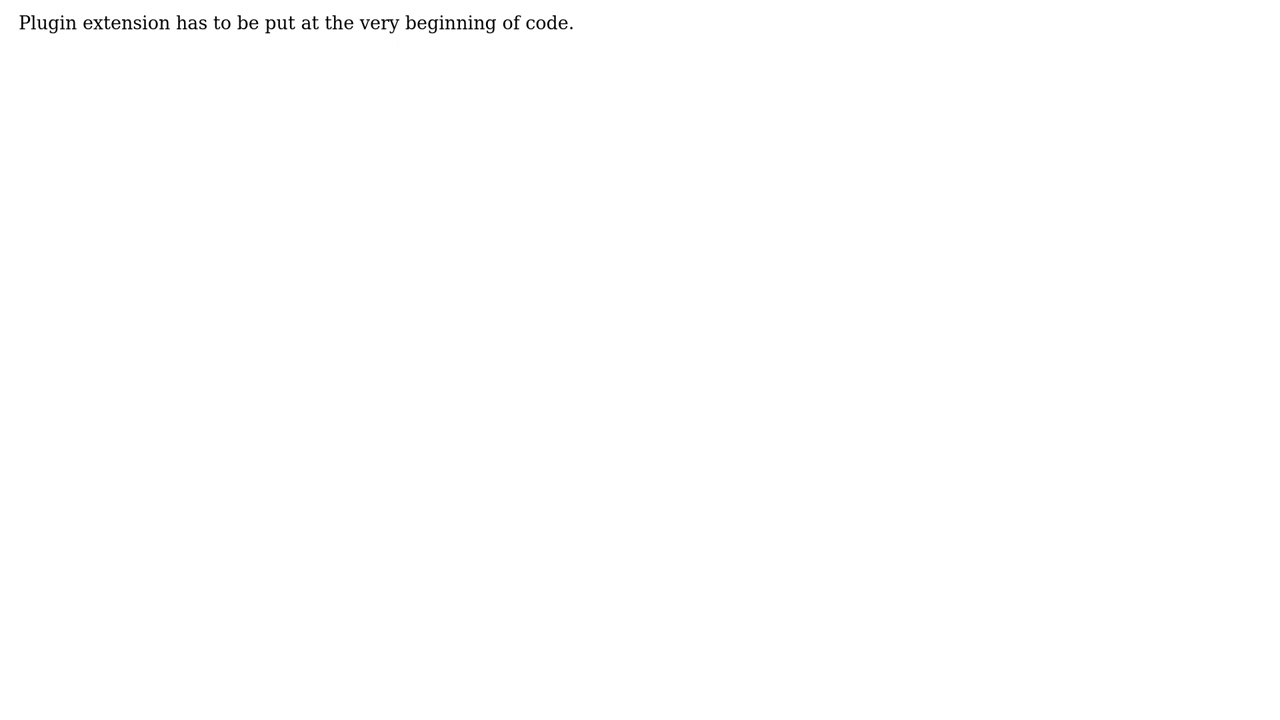 Plugin extension has to be put at the very beginning of code.